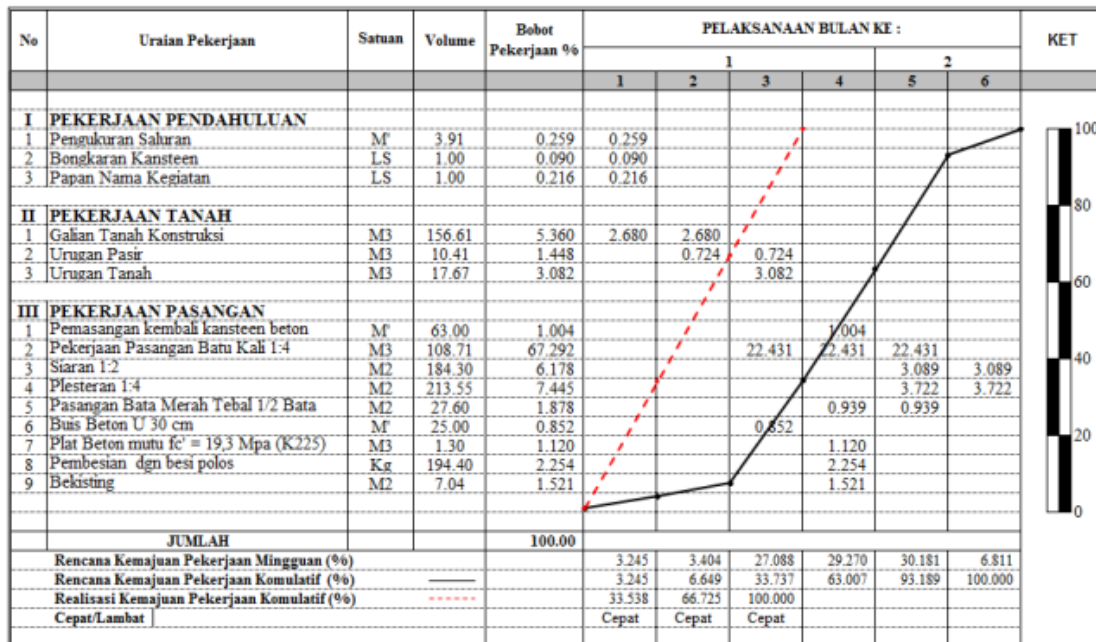 No Uraian Pekerjaan Satuan Volume Bobot Pekerjaan % PELAKSANAAN BULAN KE : KET
1 2
1 2 3 4 5 6
I PEKERJAAN PENDAHULUAN
1 Pengukuran Saluran M' 3.91 0.259 0.259
2 Bongkaran Kansteen LS 1.00 0.090 0.090
3 Papan Nama Kegiatan LS 1.00 0.216 0.216
II PEKERJAAN TANAH
1 Galian Tanah Konstruksi M3 156.61 5.360 2.680 2.680
2 Urugan Pasir M3 10.41 1.448 0.724 0.724
3 Urugan Tanah M3 17.67 3.082 3.082
III PEKERJAAN PASANGAN
1 Pemasangan kembali kansteen beton M' 63.00 1.004 1.004
2 Pekerjaan Pasangan Batu Kali 1:4 M3 108.71 67.292 22.431 22.431 22.431
3 Siaran 1:2 M2 184.30 6.178 3.089 3.089
4 Plesteran 1:4 M2 213.55 7.445 3.722 3.722
5 Pasangan Bata Merah Tebal 1/2 Bata M2 27.60 1.878 0.939 0.939
6 Buis Beton U 30 cm M' 25.00 0.852 0.852
7 Plat Beton mutu fc' = 19,3 Mpa (K225) M3 1.30 1.120 1.120
8 Pembesian dgn besi polos Kg 194.40 2.254 2.254
9 Bekisting M2 7.04 1.521 1.521
100
80
60
40
20
0
JUMLAH 100.00
Rencana Kemajuan Pekerjaan Mingguan (%) 3.245 3.404 27.088 29.270 30.181 6.811
Rencana Kemajuan Pekerjaan Komulatif (%) 3.245 6.649 33.737 63.007 93.189 100.000
Realisasi Kemajuan Pekerjaan Komulatif (%) 33.538 66.725 100.000
Cepat/Lambat Cepat Cepat Cepat